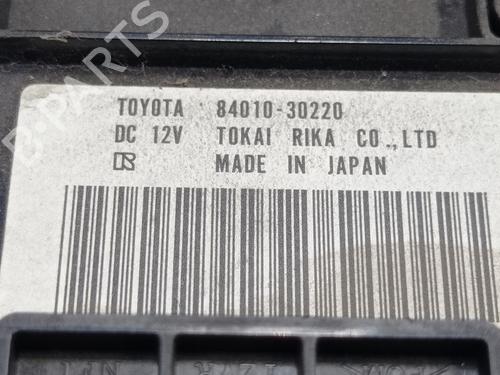 TOYOTA 84010-30220
DC 12V TOKAI RIKA CO.,LTD
MADE IN JAPAN
B-PARTS